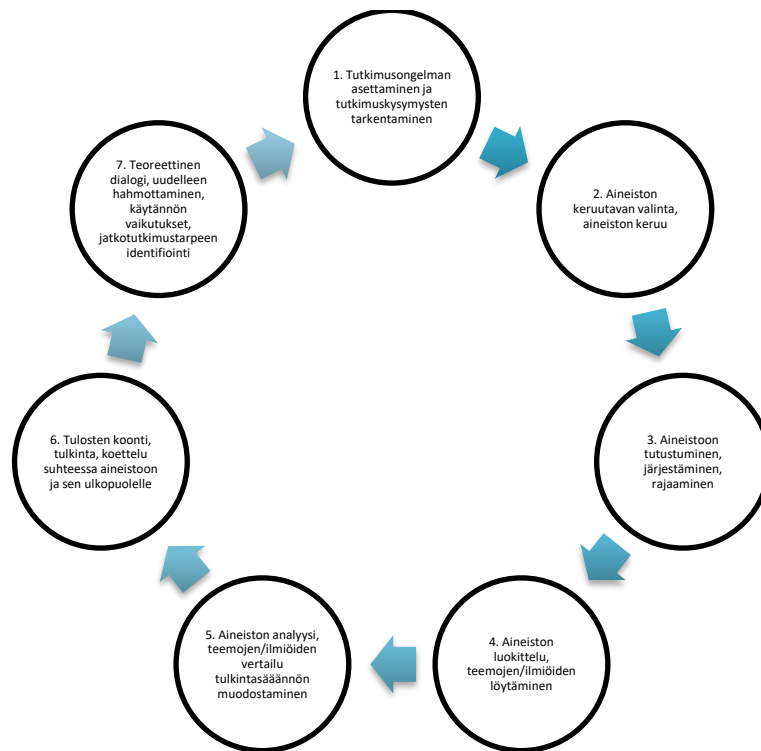 1. Tutkimusongelman
asettaminen ja
tutkimuskysymysten
tarkentaminen
2. Aineiston
keruutavan valinta,
aineiston keruu
3. Aineistoon
tutustuminen,
järjestäminen,
rajaaminen
4. Aineiston
luokittelu,
teemojen/ilmiöiden
löytäminen
5. Aineiston analyysi,
teemojen/ilmiöiden
vertailu
tulkintasääännön
muodostaminen
6. Tulosten koonti,
tulkinta, koettelu
suhteessa aineistoon
ja sen ulkopuolelle
7. Teoreettinen
dialogi, uudelleen
hahmottaminen,
käytännön
vaikutukset,
jatkotutkimustarpeen
identifiointi